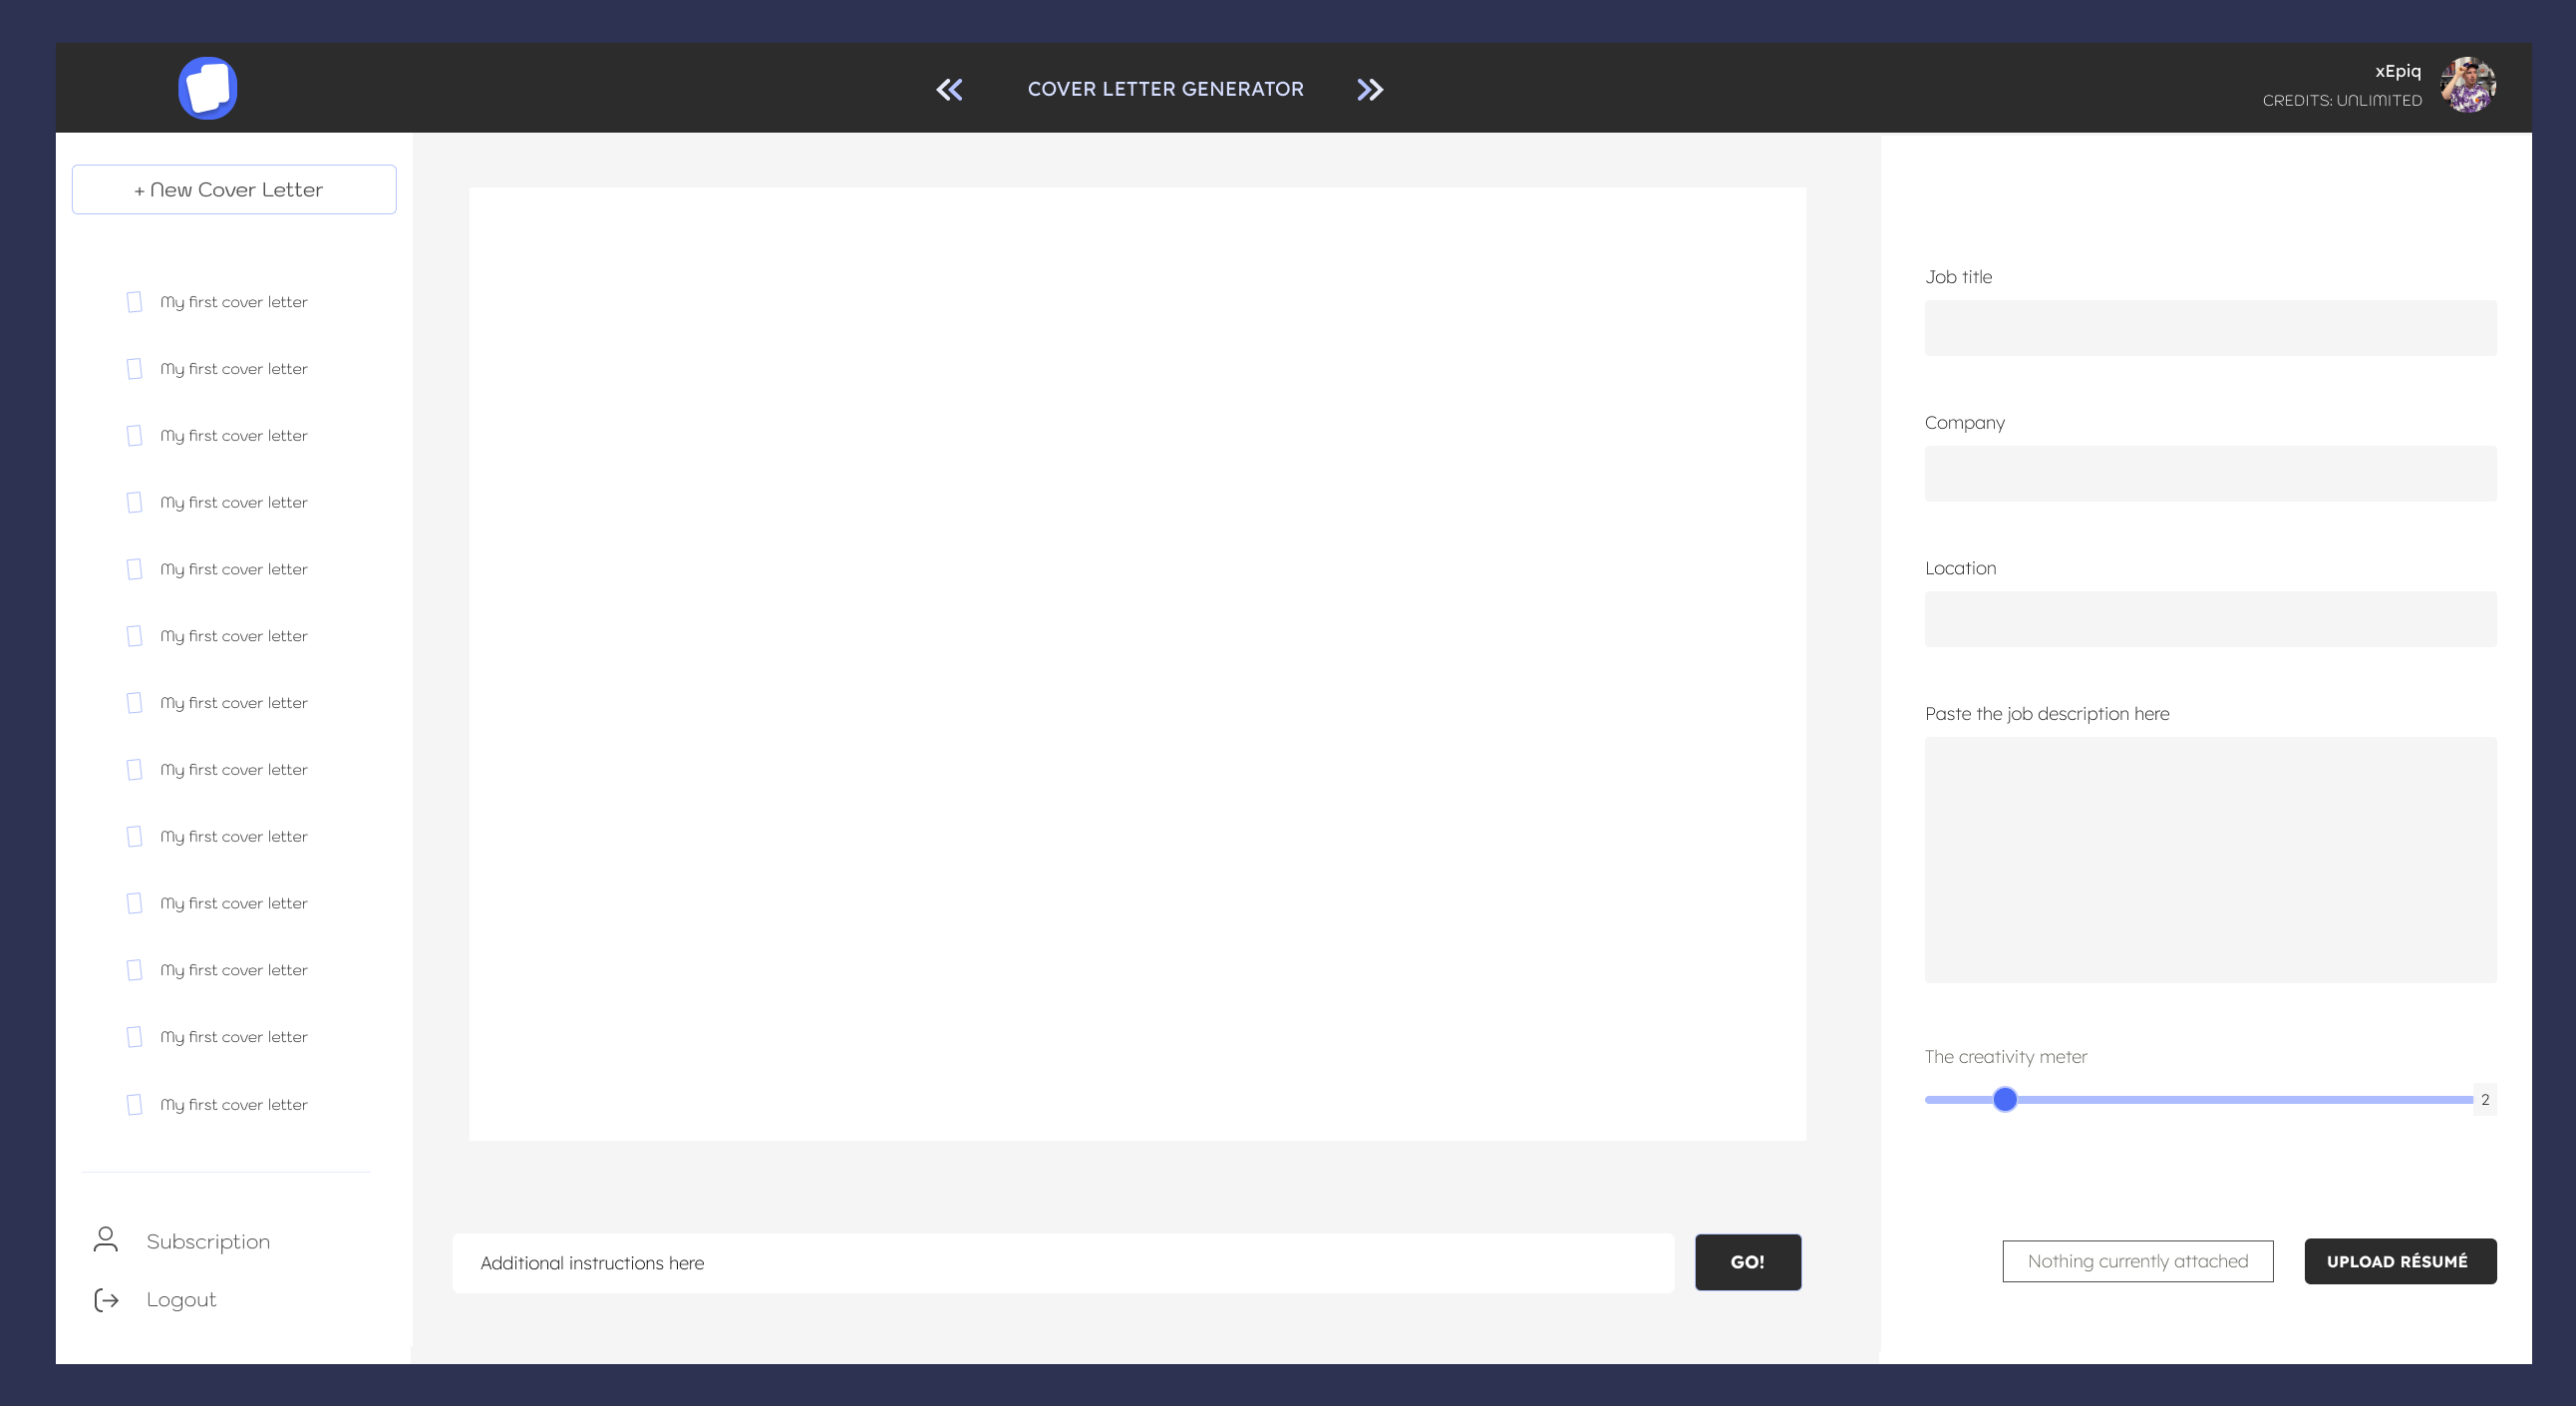 COVER LETTER GENERATOR
xEpiq
CREDITS: UNLIMITED
+ New Cover Letter
My first cover letter
My first cover letter
My first cover letter
My first cover letter
My first cover letter
My first cover letter
My first cover letter
My first cover letter
My first cover letter
My first cover letter
My first cover letter
My first cover letter
My first cover letter
Subscription
Logout
Additional instructions here
GO!
Job title
Company
Location
Paste the job description here
The creativity meter
2
Nothing currently attached
UPLOAD RÉSUMÉ